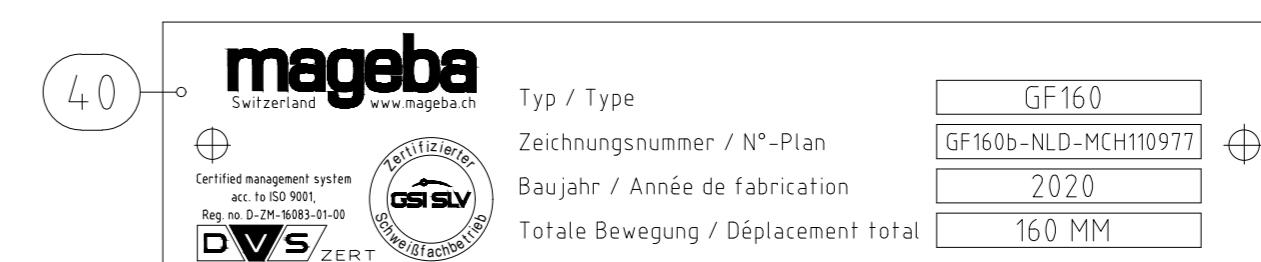 40
mageba
Switzerland www.mageba.ch
Typ / Type GF160
Zeichnungsnummer / N°-Plan GF160b-NLD-MCH110977
Baujahr / Année de fabrication 2020
Totale Bewegung / Déplacement total 160 MM
Certified management system
acc. to ISO 9001,
Reg. no. D-ZM-16083-01-00
DVS ZERT
Zertifizierter
GSI SLV
Schweißfachbetrieb